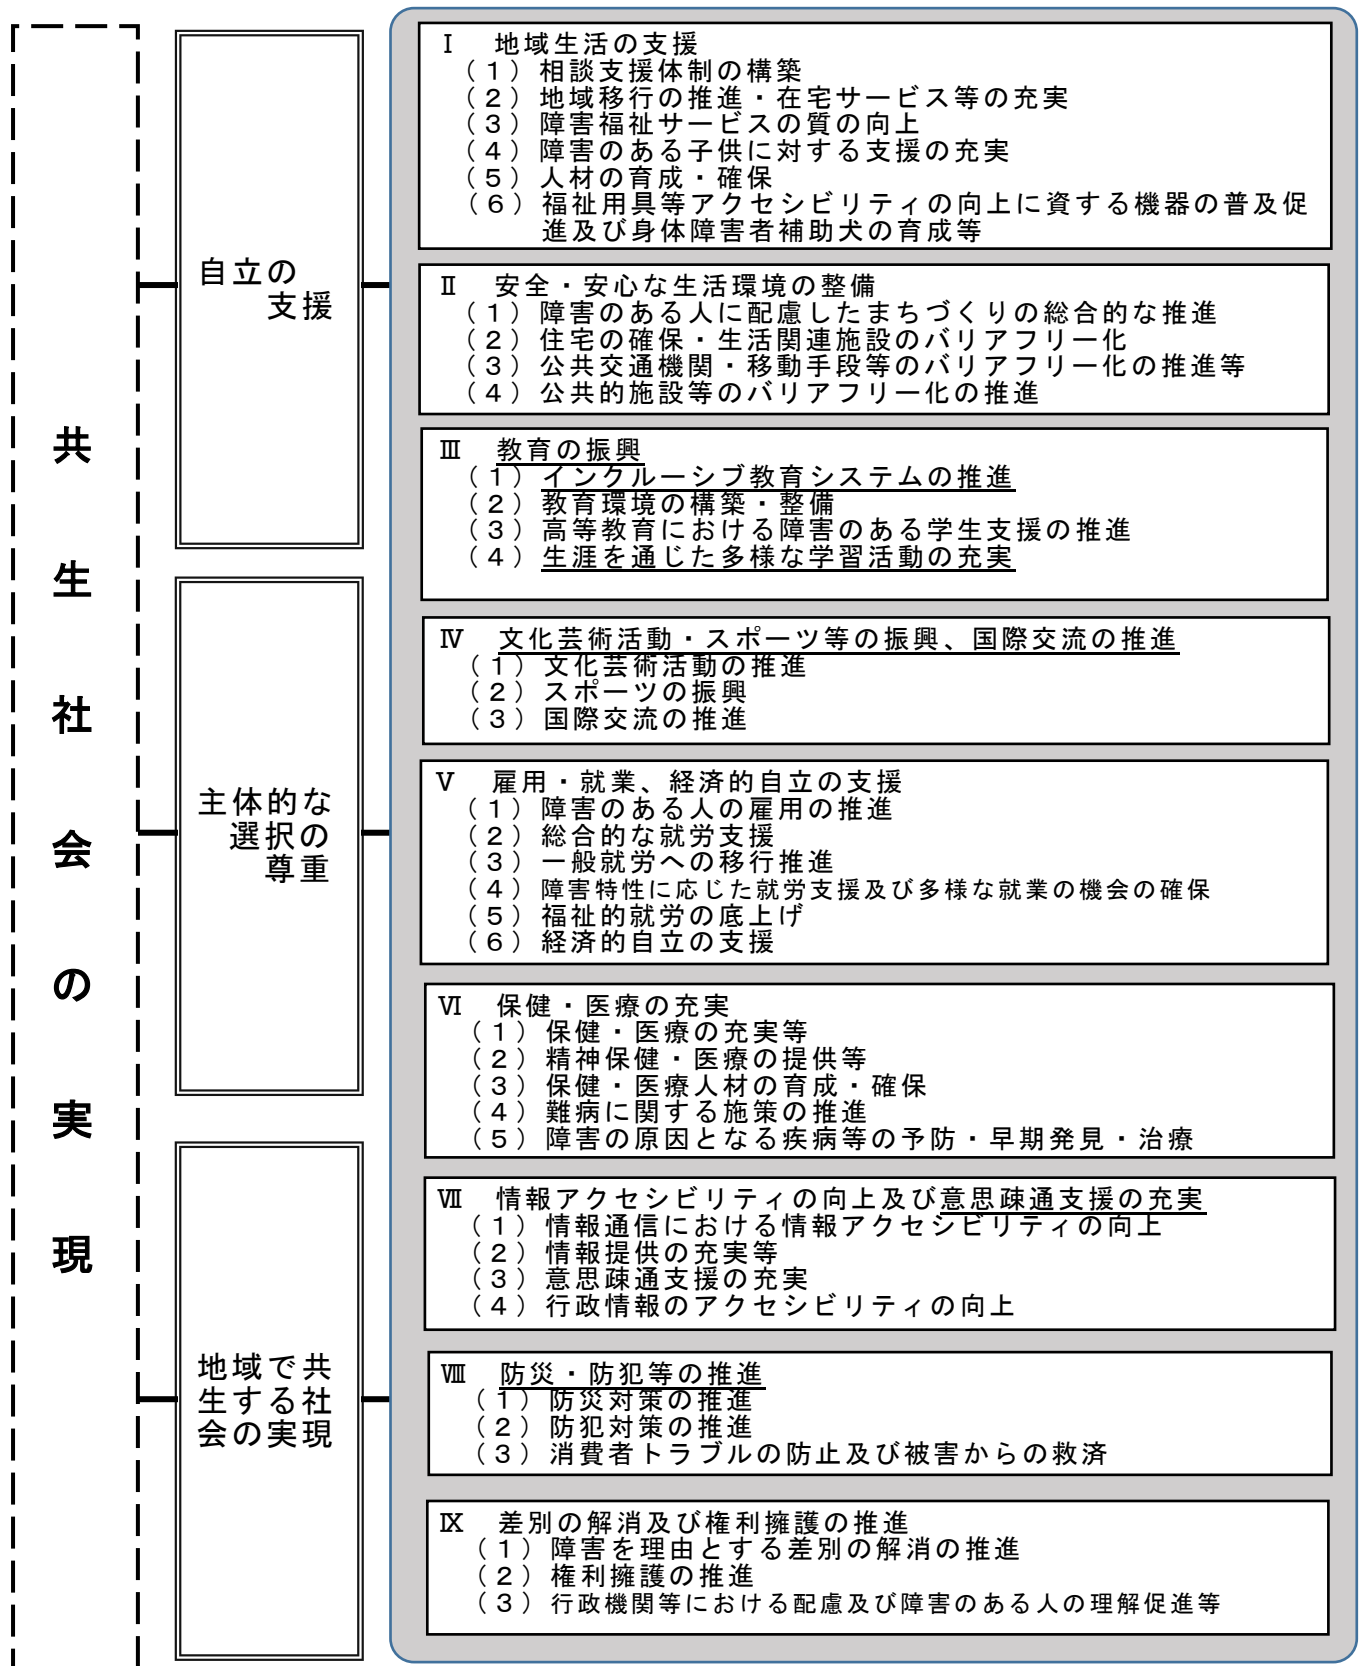 共生社会の実現
自立の
支援
主体的な
選択の
尊重
地域で共
生する社
会の実現
Ⅰ　地域生活の支援
（１）相談支援体制の構築
（２）地域移行の推進・在宅サービス等の充実
（３）障害福祉サービスの質の向上
（４）障害のある子供に対する支援の充実
（５）人材の育成・確保
（６）福祉用具等アクセシビリティの向上に資する機器の普及促
進及び身体障害者補助犬の育成等
Ⅱ　安全・安心な生活環境の整備
（１）障害のある人に配慮したまちづくりの総合的な推進
（２）住宅の確保・生活関連施設のバリアフリー化
（３）公共交通機関・移動手段等のバリアフリー化の推進等
（４）公共的施設等のバリアフリー化の推進
Ⅲ　教育の振興
（１）インクルーシブ教育システムの推進
（２）教育環境の構築・整備
（３）高等教育における障害のある学生支援の推進
（４）生涯を通じた多様な学習活動の充実
Ⅳ　文化芸術活動・スポーツ等の振興、国際交流の推進
（１）文化芸術活動の推進
（２）スポーツの振興
（３）国際交流の推進
Ⅴ　雇用・就業、経済的自立の支援
（１）障害のある人の雇用の推進
（２）総合的な就労支援
（３）一般就労への移行推進
（４）障害特性に応じた就労支援及び多様な就業の機会の確保
（５）福祉的就労の底上げ
（６）経済的自立の支援
Ⅵ　保健・医療の充実
（１）保健・医療の充実等
（２）精神保健・医療の提供等
（３）保健・医療人材の育成・確保
（４）難病に関する施策の推進
（５）障害の原因となる疾病等の予防・早期発見・治療
Ⅶ　情報アクセシビリティの向上及び意思疎通支援の充実
（１）情報通信における情報アクセシビリティの向上
（２）情報提供の充実等
（３）意思疎通支援の充実
（４）行政情報のアクセシビリティの向上
Ⅷ　防災・防犯等の推進
（１）防災対策の推進
（２）防犯対策の推進
（３）消費者トラブルの防止及び被害からの救済
Ⅸ　差別の解消及び権利擁護の推進
（１）障害を理由とする差別の解消の推進
（２）権利擁護の推進
（３）行政機関等における配慮及び障害のある人の理解促進等